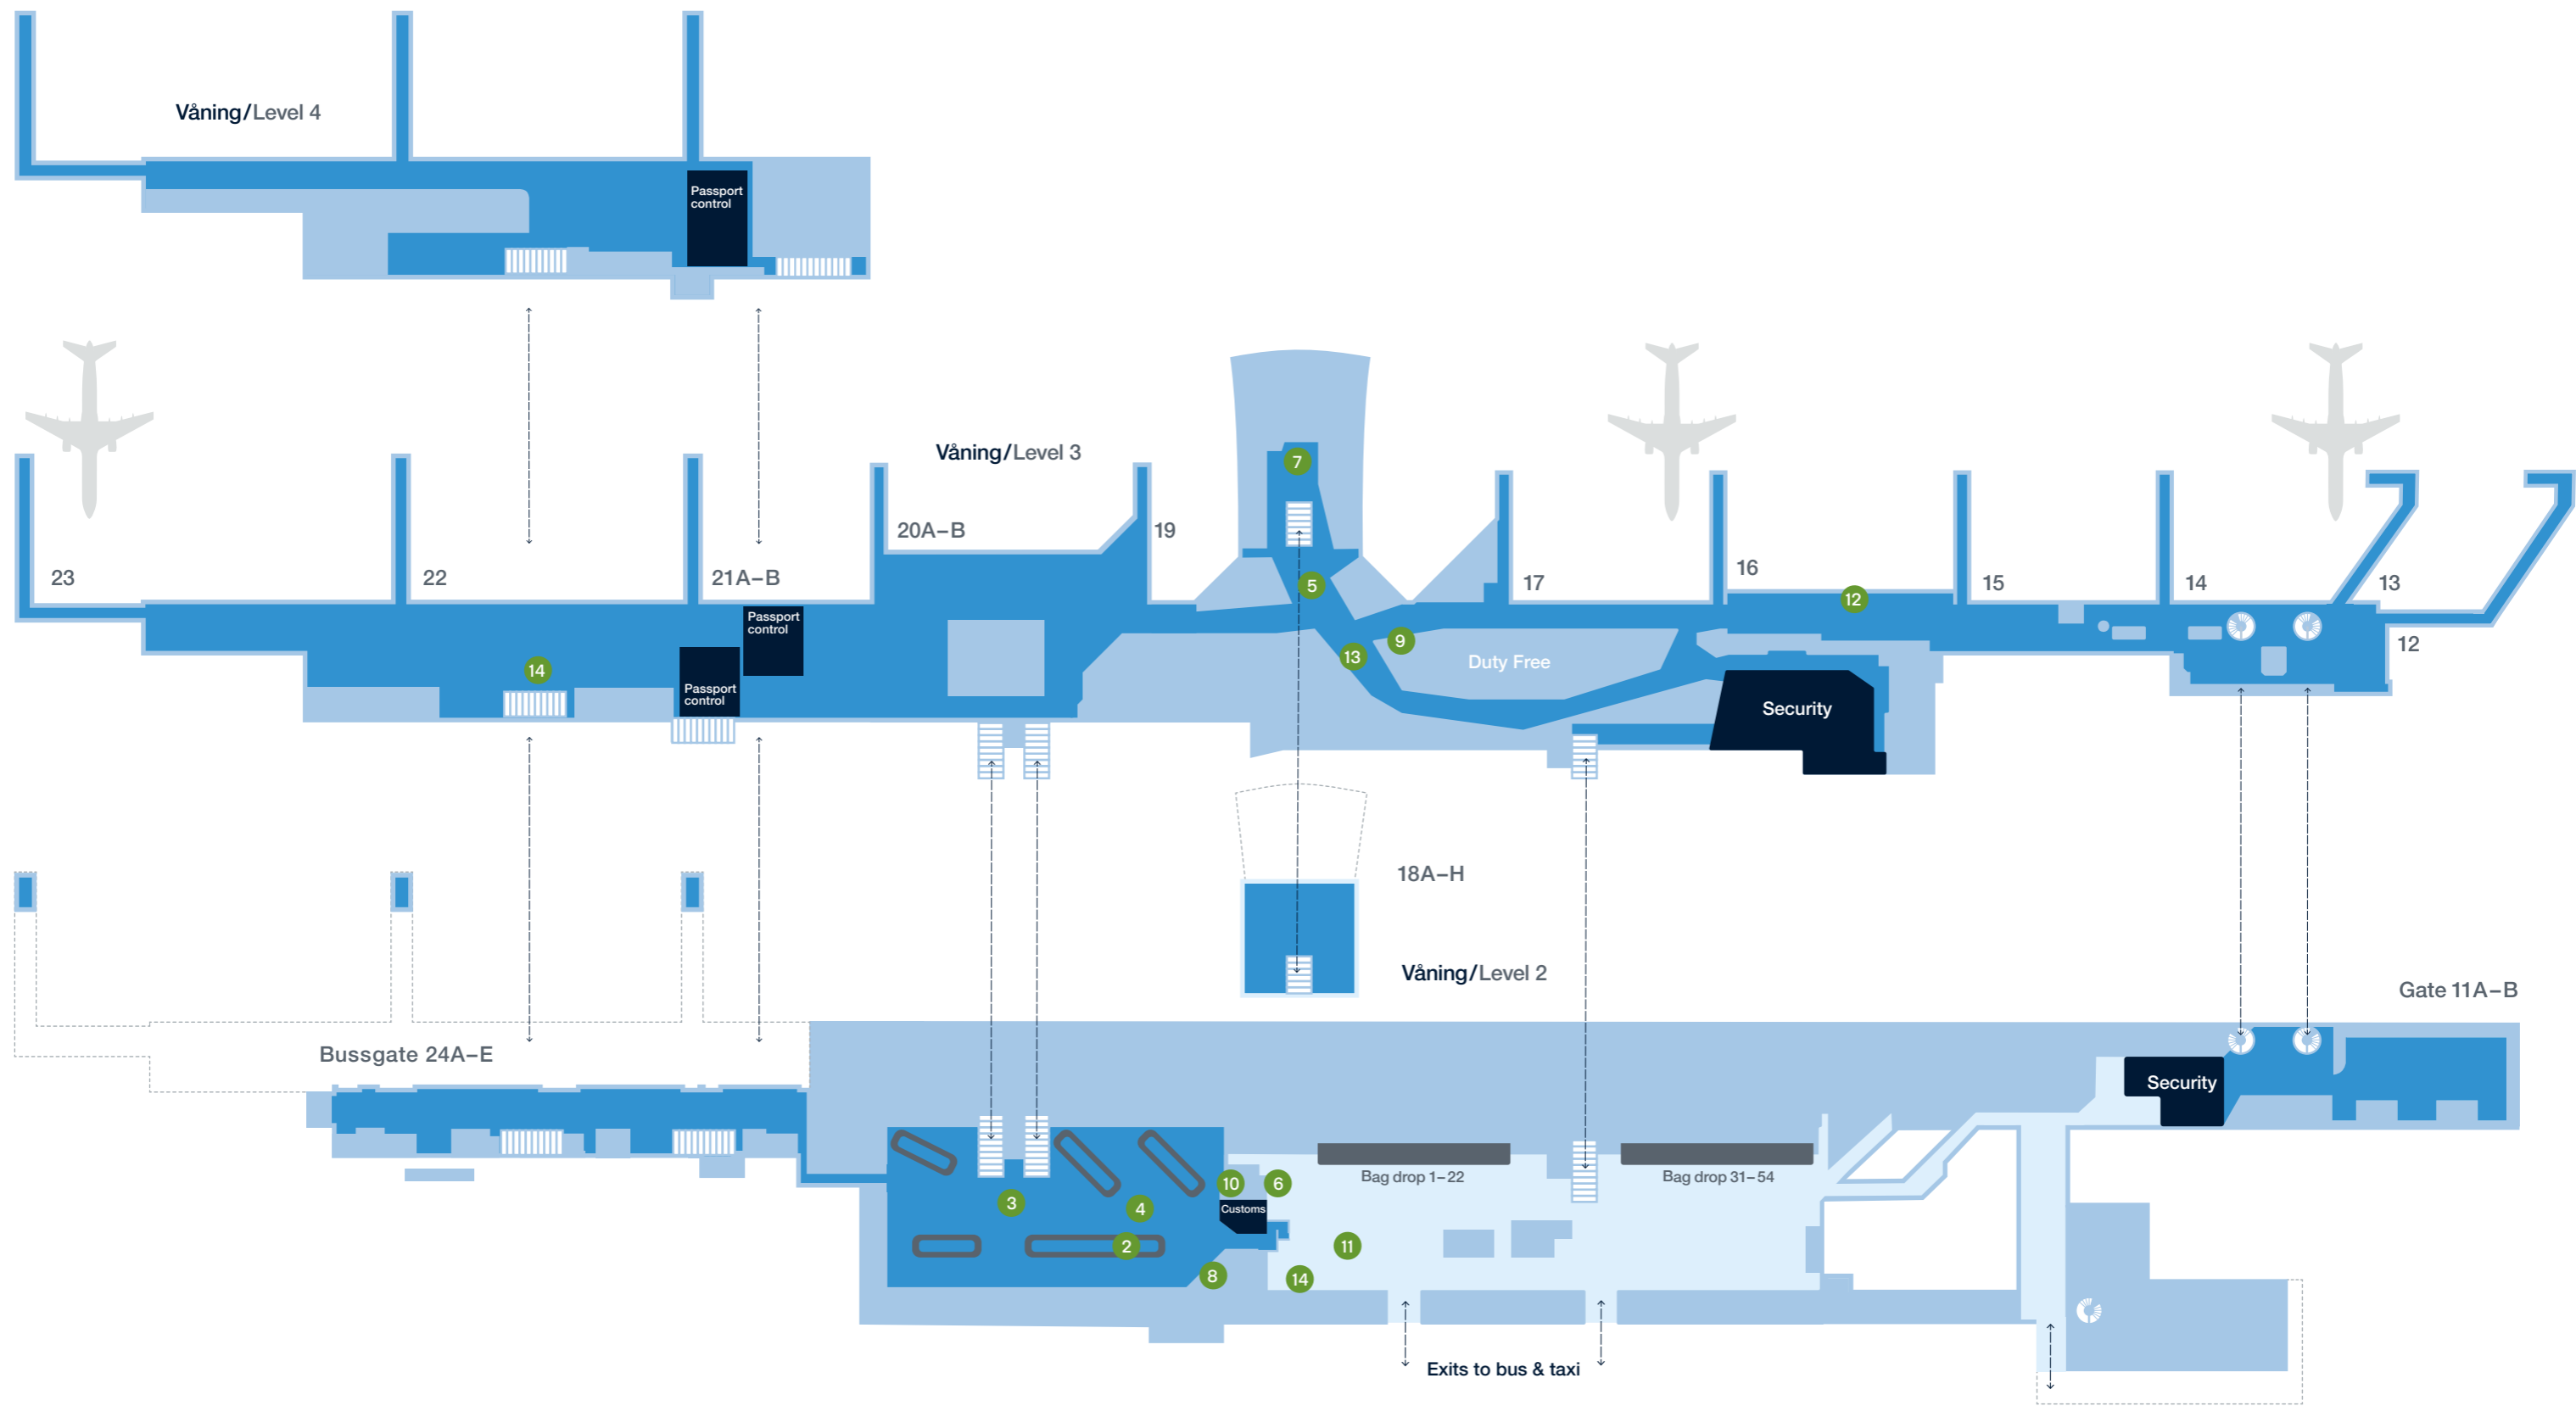 Våning/Level 4
Passport
control
Våning/Level 3
7
20A–B
19
23
22
21A–B
5
17
16
12
15
14
13
Passport
control
9
12
13
Duty Free
14
Passport
control
Security
18A–H
Våning/Level 2
Gate 11A–B
Bussgate 24A–E
Security
Bag drop 1–22
Bag drop 31–54
10
6
3
4
Customs
2
11
8
14
Exits to bus & taxi